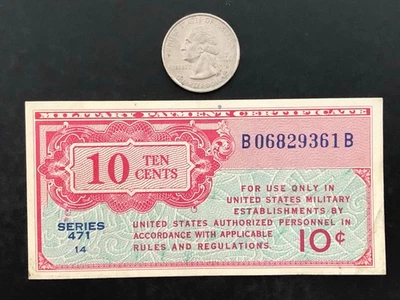 MILITARY PAYMENT CERTIFICATE
B06829361B
10 TEN CENTS
FOR USE ONLY IN
UNITED STATES MILITARY
ESTABLISHMENTS BY
UNITED STATES AUTHORIZED PERSONNEL IN
ACCORDANCE WITH APPLICABLE
RULES AND REGULATIONS.
SERIES
471
14
10¢